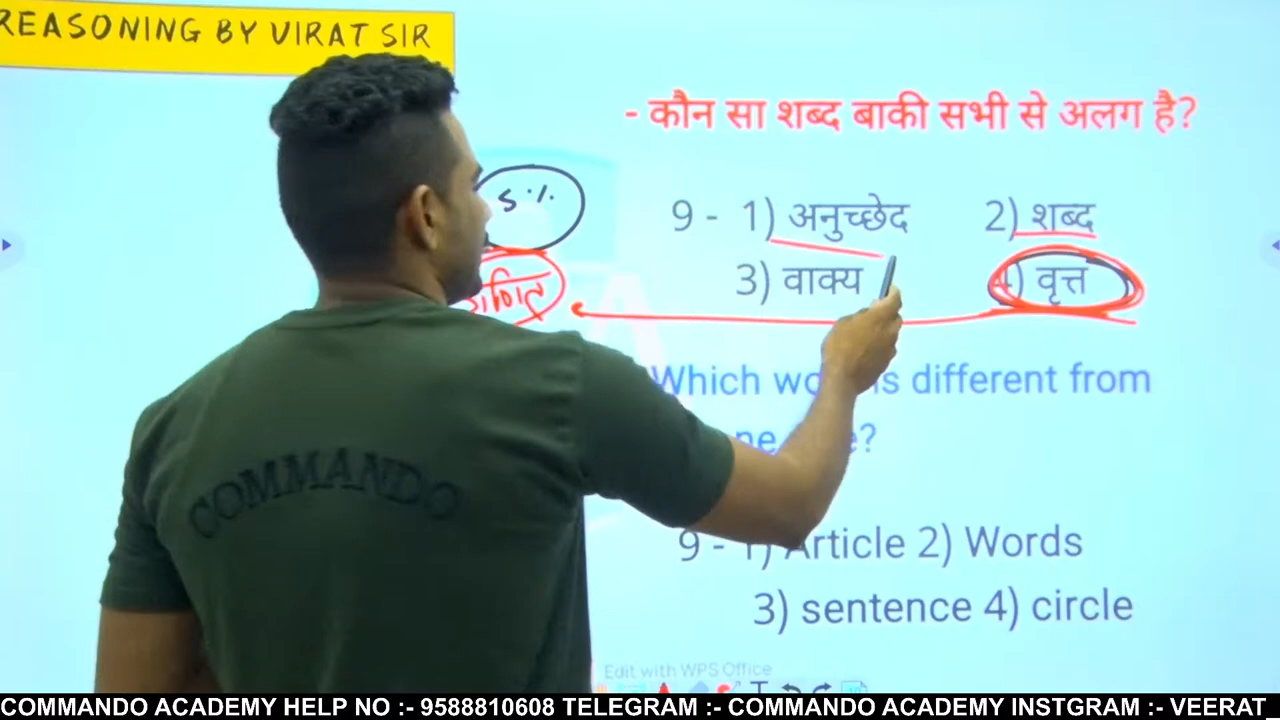 REASONING BY VIRAT SIR
- कौन सा शब्द बाकी सभी से अलग है?
5%
9 - 1) अनुच्छेद 2) शब्द
3) वाक्य 4) वृत्त
Which is different from
9 - 1) Article 2) Words
3) sentence 4) circle
COMMANDO
Edit with WPS Office
COMMANDO ACADEMY HELP NO :- 9588810608 TELEGRAM :- COMMANDO ACADEMY INSTGRAM :- VEERAT